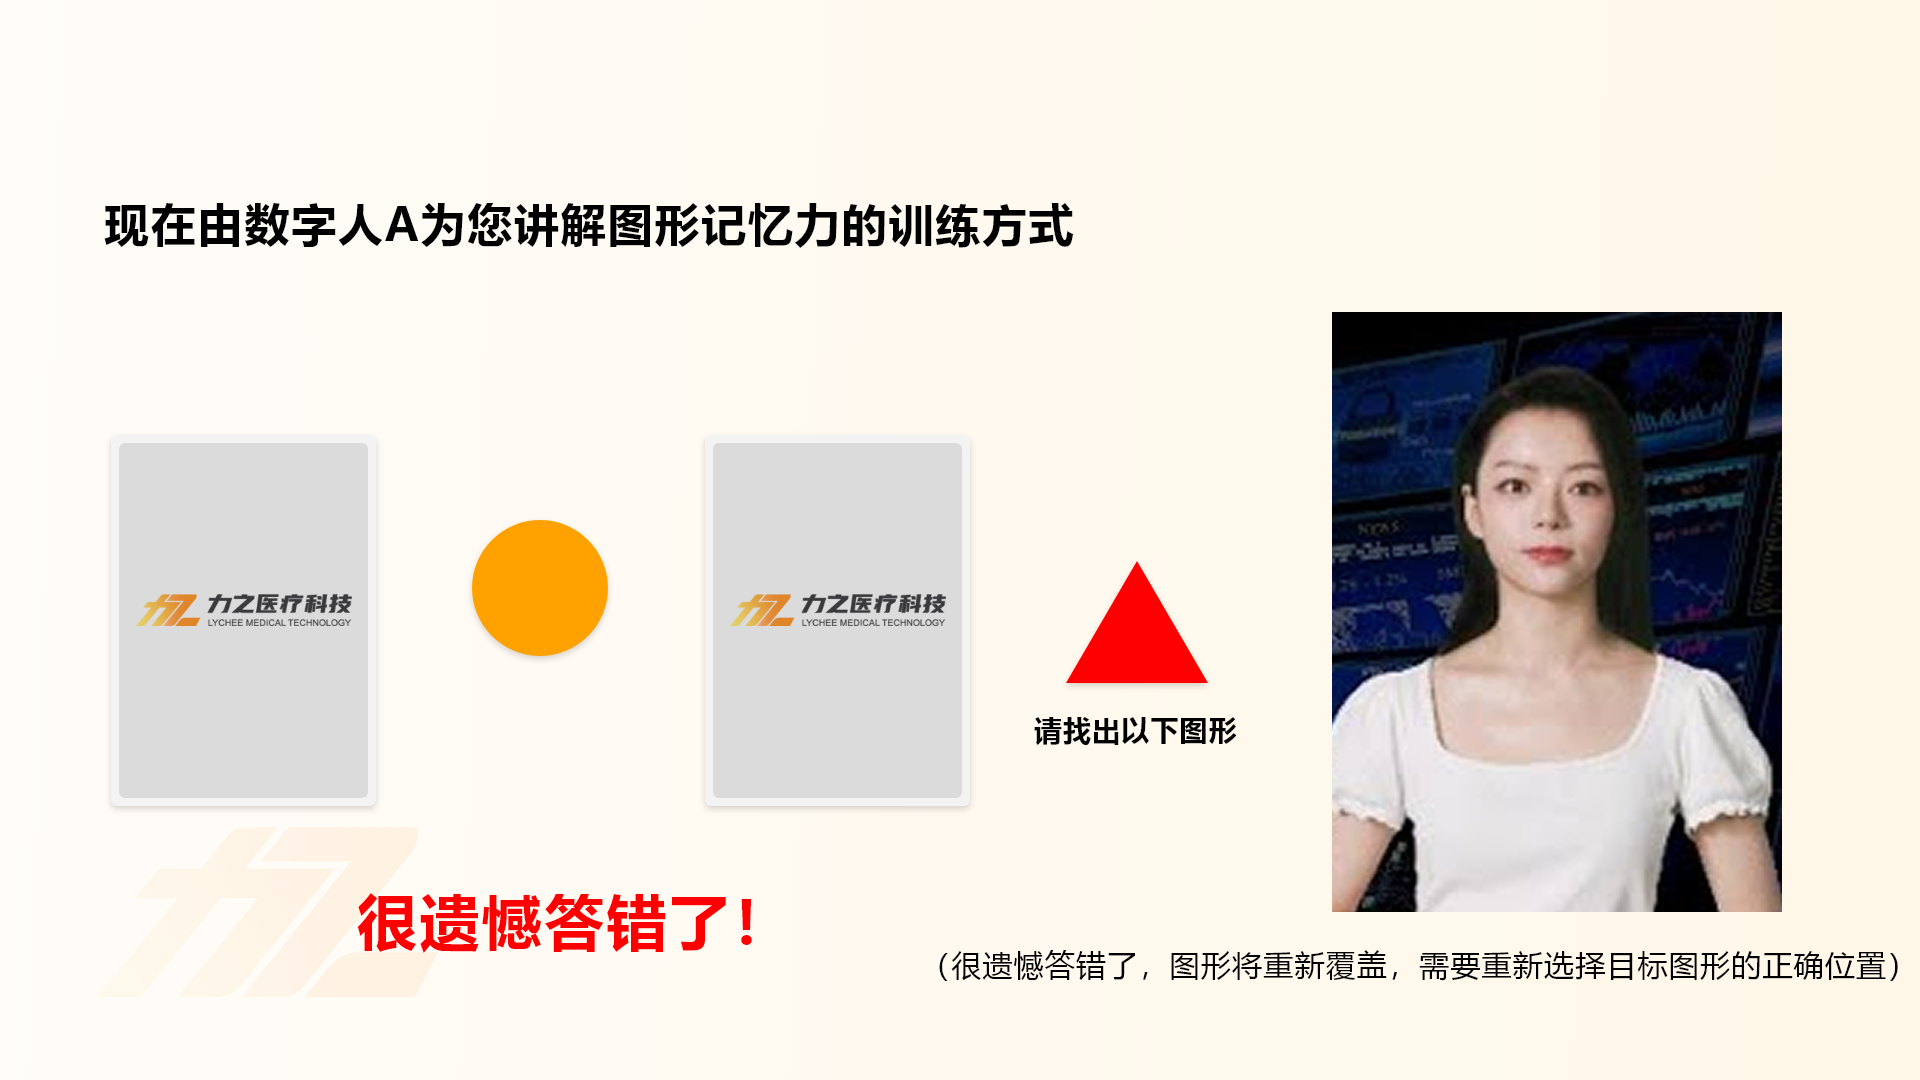 现在由数字人A为您讲解图形记忆力的训练方式
力之医疗科技
LYCHEE MEDICAL TECHNOLOGY
力之医疗科技
LYCHEE MEDICAL TECHNOLOGY
请找出以下图形
很遗憾答错了！
（很遗憾答错了，图形将重新覆盖，需要重新选择目标图形的正确位置）